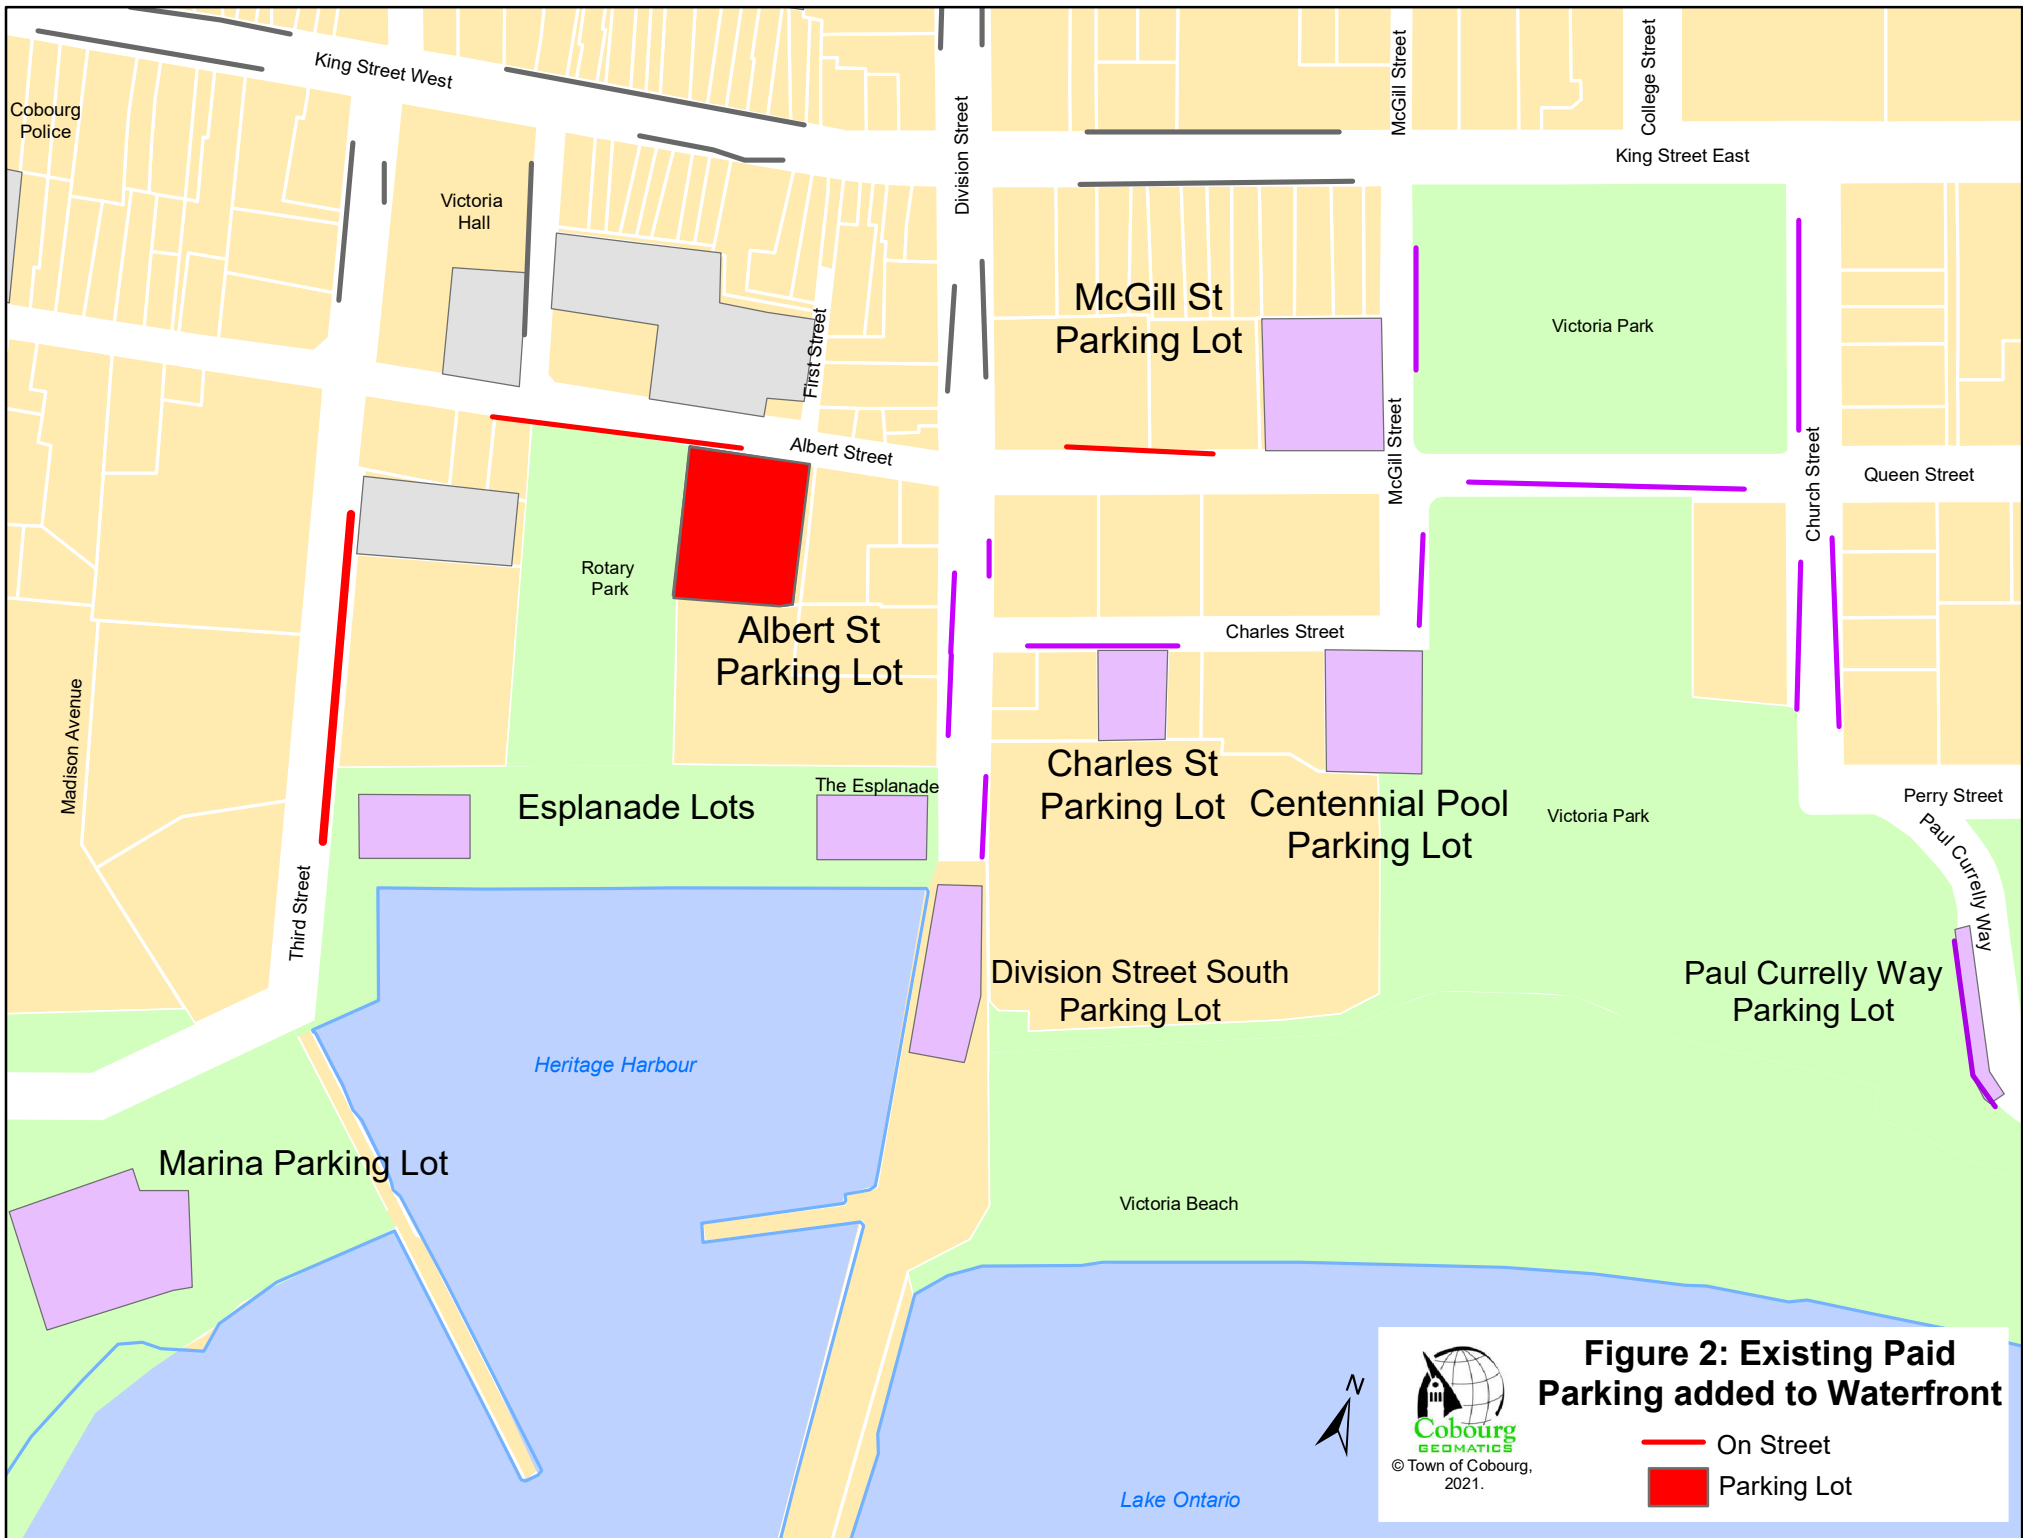 King Street West
Cobourg
Police
Division Street
McGill Street
College Street
King Street East
Victoria
Hall
McGill St
Parking Lot
Victoria Park
First Street
Albert Street
McGill Street
Church Street
Queen Street
Rotary
Park
Albert St
Parking Lot
Charles Street
Madison Avenue
Charles St
Parking Lot
The Esplanade
Esplanade Lots
Centennial Pool
Parking Lot
Victoria Park
Perry Street
Paul Currelly Way
Third Street
Division Street South
Parking Lot
Paul Currelly Way
Parking Lot
Heritage Harbour
Marina Parking Lot
Victoria Beach
Lake Ontario
N
Cobourg
GEOMATICS
© Town of Cobourg,
2021.
Figure 2: Existing Paid
Parking added to Waterfront
On Street
Parking Lot